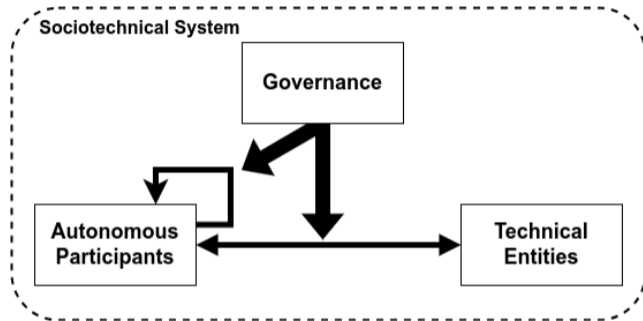 Sociotechnical System
Governance
Autonomous
Participants
Technical
Entities